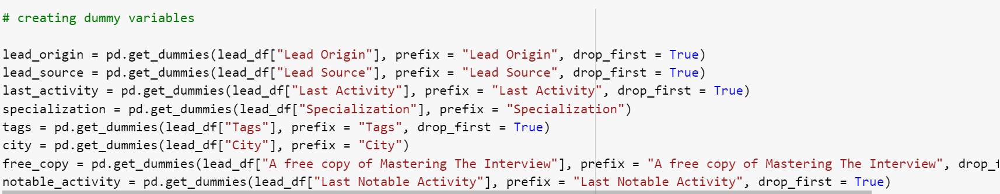 # creating dummy variables
lead_origin = pd.get_dummies(lead_df["Lead Origin"], prefix = "Lead Origin", drop_first = True)
lead_source = pd.get_dummies(lead_df["Lead Source"], prefix = "Lead Source", drop_first = True)
last_activity = pd.get_dummies(lead_df["Last Activity"], prefix = "Last Activity", drop_first = True)
specialization = pd.get_dummies(lead_df["Specialization"], prefix = "Specialization")
tags = pd.get_dummies(lead_df["Tags"], prefix = "Tags", drop_first = True)
city = pd.get_dummies(lead_df["City"], prefix = "City")
free_copy = pd.get_dummies(lead_df["A free copy of Mastering The Interview"], prefix = "A free copy of Mastering The Interview",
notable_activity = pd.get_dummies(lead_df["Last Notable Activity"], prefix = "Last Notable Activity", drop_first = True)